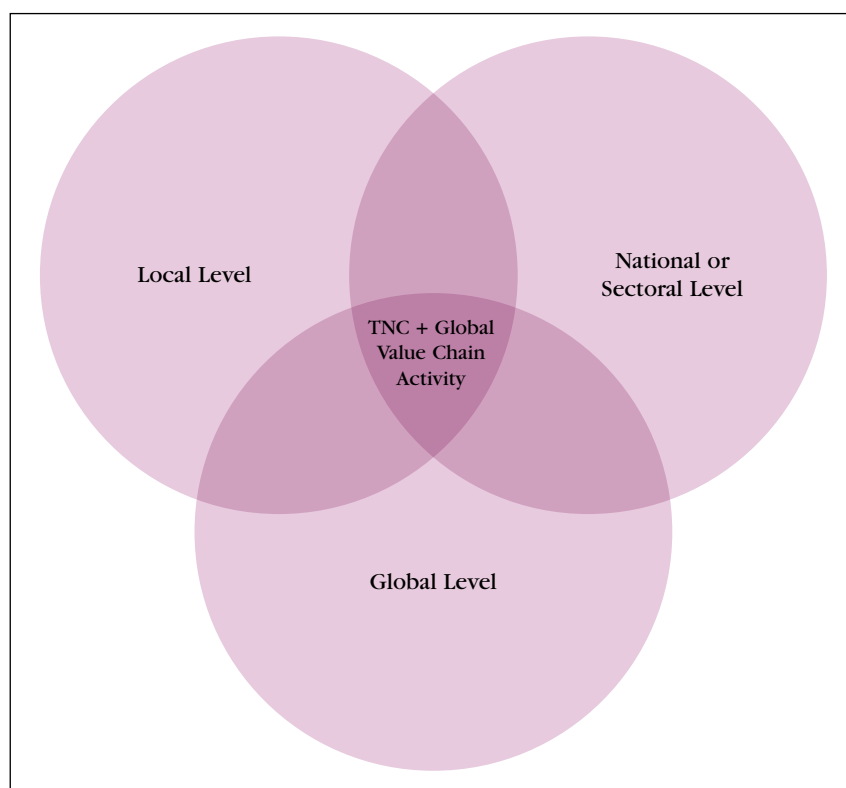 Local Level
National or
Sectoral Level
TNC + Global
Value Chain
Activity
Global Level